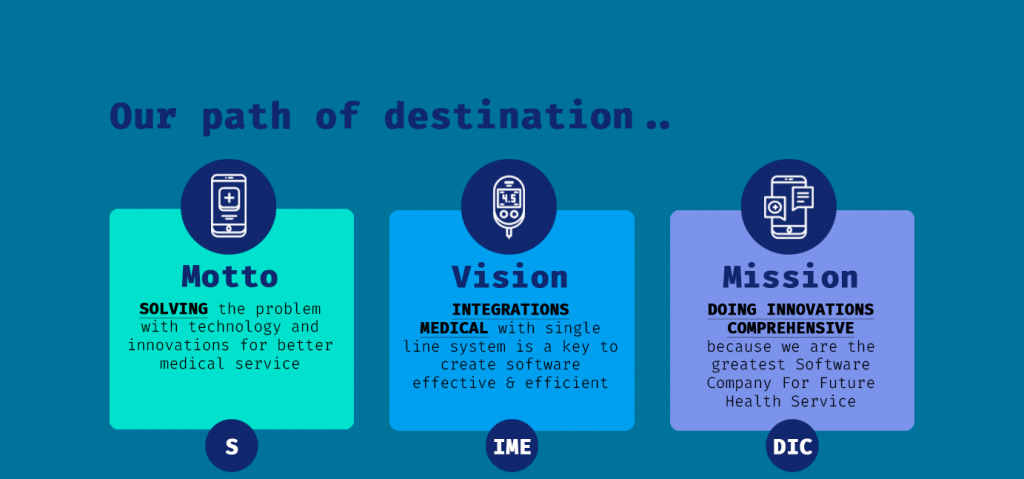 Our path of destination..
4.5
Motto
SOLVING the problem
with technology and
innovations for better
medical service
S
Vision
INTEGRATIONS
MEDICAL with single
line system is a key to
create software
effective & efficient
IME
Mission
DOING INNOVATIONS
COMPREHENSIVE
because we are the
greatest Software
Company For Future
Health Service
DIC